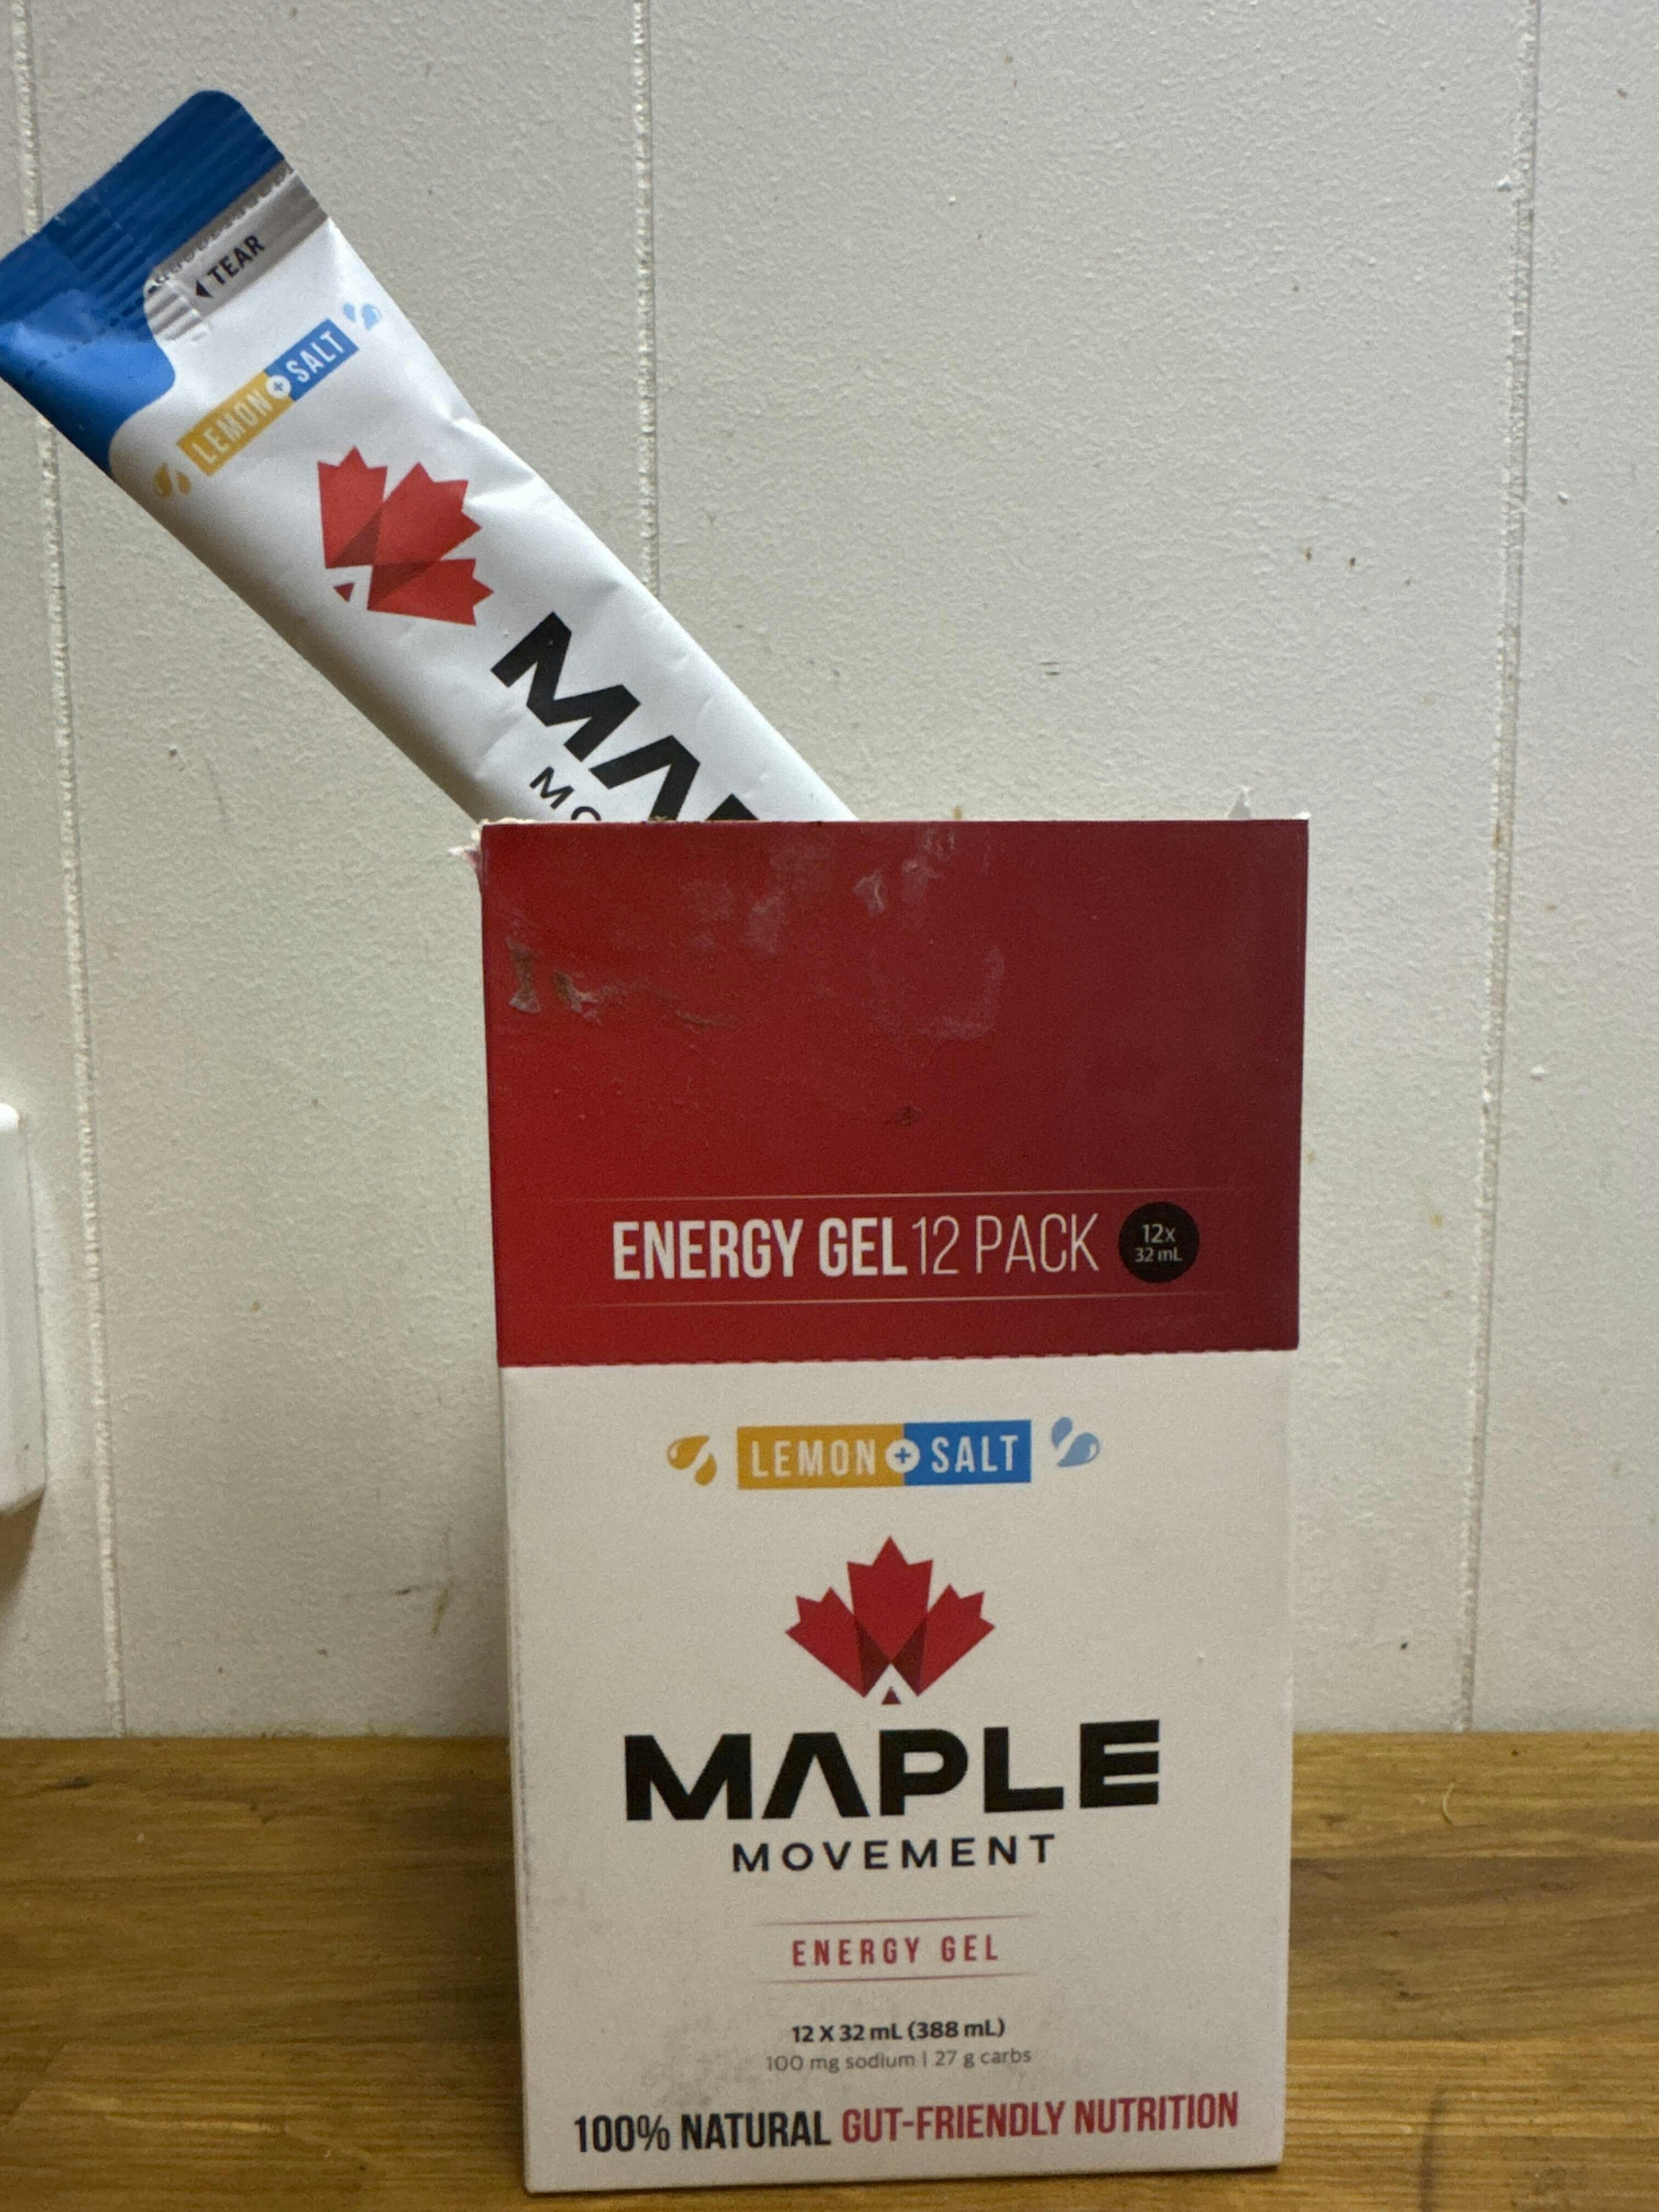 TEAR
LEMON + SALT
MO
ENERGY GEL 12 PACK
12x
32 mL
LEMON + SALT
MAPLE
MOVEMENT
ENERGY GEL
12 X 32 mL (388 mL)
100 mg sodium | 27 g carbs
100% NATURAL GUT-FRIENDLY NUTRITION